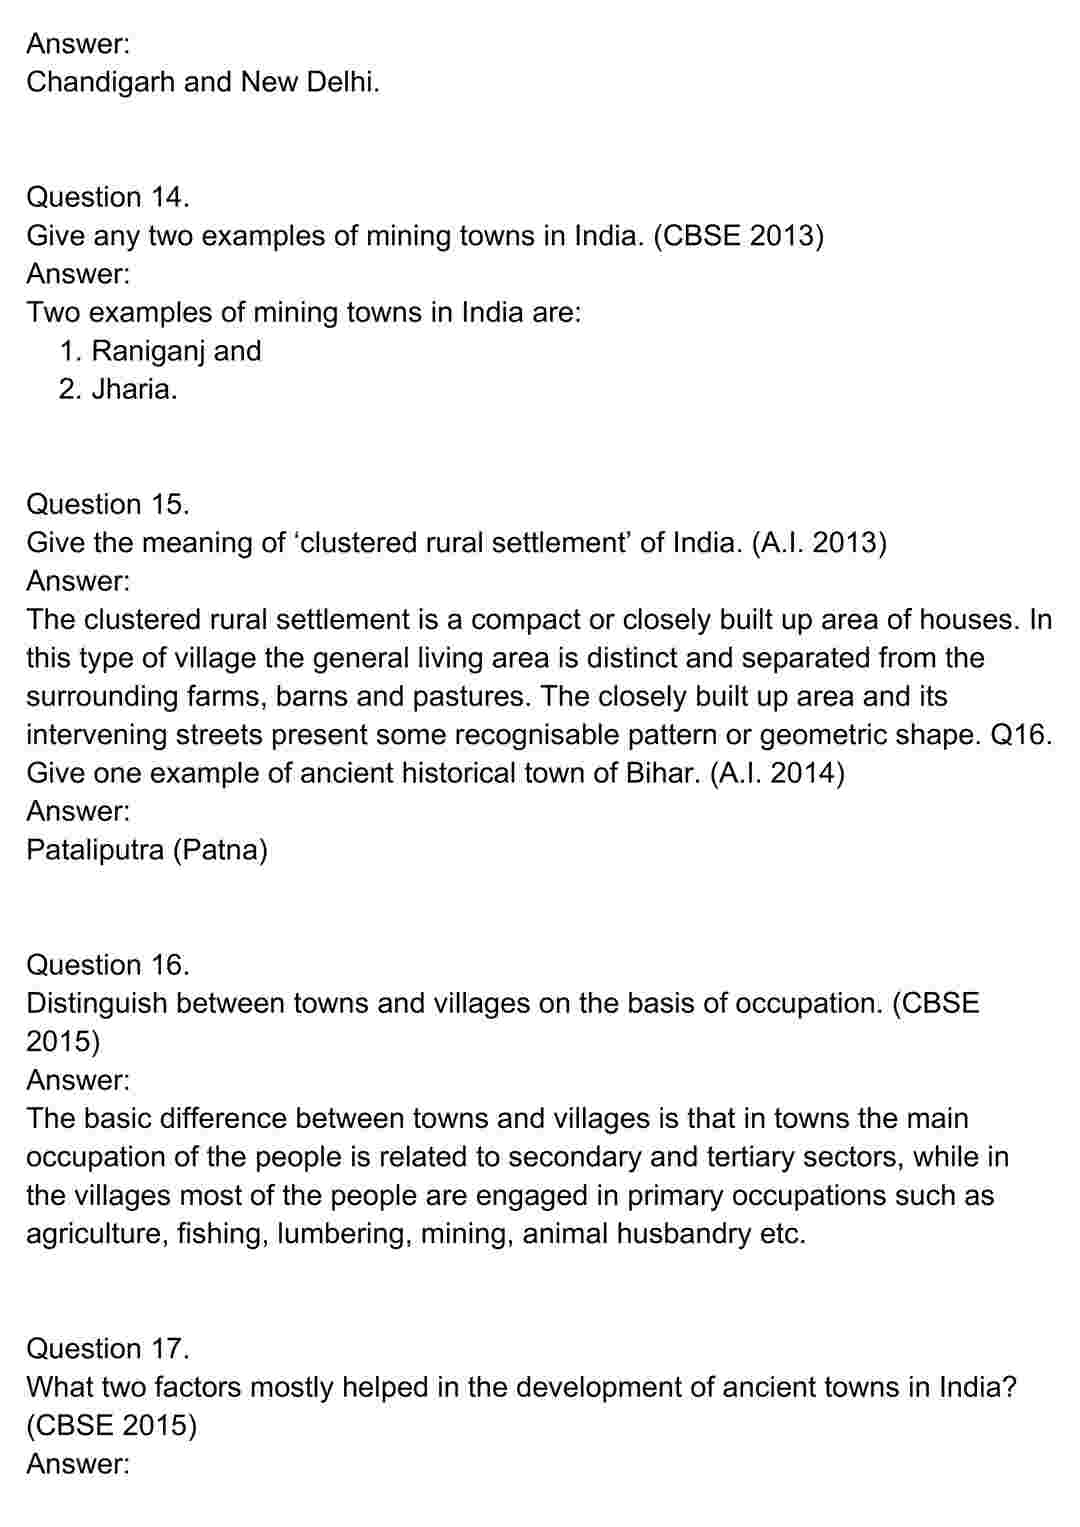 Answer:
Chandigarh and New Delhi.
Question 14.
Give any two examples of mining towns in India. (CBSE 2013)
Answer:
Two examples of mining towns in India are:
1. Raniganj and
2. Jharia.
Question 15.
Give the meaning of ‘clustered rural settlement’ of India. (A.I. 2013)
Answer:
The clustered rural settlement is a compact or closely built up area of houses. In
this type of village the general living area is distinct and separated from the
surrounding farms, barns and pastures. The closely built up area and its
intervening streets present some recognisable pattern or geometric shape. Q16.
Give one example of ancient historical town of Bihar. (A.I. 2014)
Answer:
Pataliputra (Patna)
Question 16.
Distinguish between towns and villages on the basis of occupation. (CBSE
2015)
Answer:
The basic difference between towns and villages is that in towns the main
occupation of the people is related to secondary and tertiary sectors, while in
the villages most of the people are engaged in primary occupations such as
agriculture, fishing, lumbering, mining, animal husbandry etc.
Question 17.
What two factors mostly helped in the development of ancient towns in India?
(CBSE 2015)
Answer: